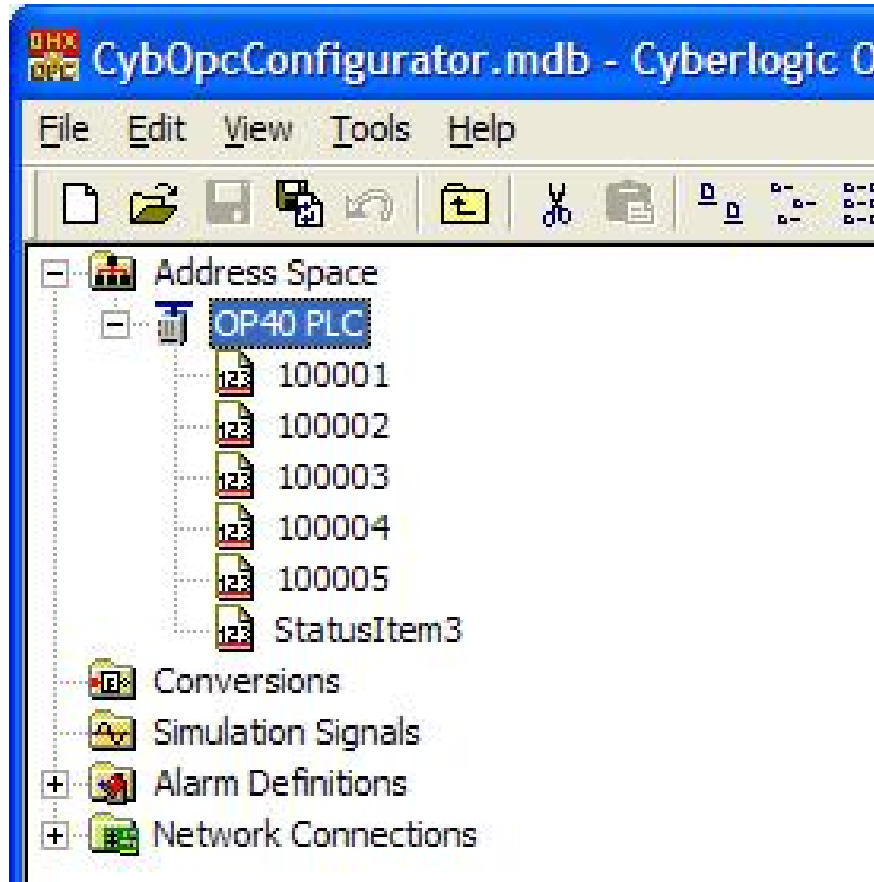 CybOpcConfigurator.mdb - Cyberlogic O
File Edit View Tools Help
Address Space
OP40 PLC
100001
100002
100003
100004
100005
StatusItem3
Conversions
Simulation Signals
Alarm Definitions
Network Connections